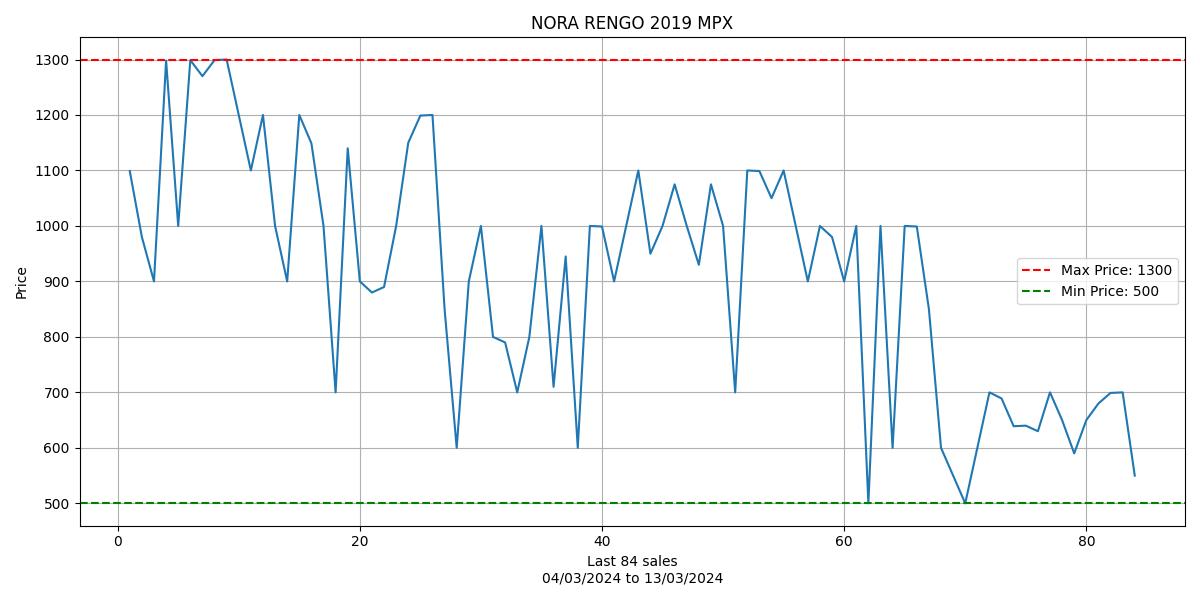 NORA RENGO 2019 MPX
1300
1200
1100
1000
900
800
700
600
500
Price
Max Price: 1300
Min Price: 500
0 20 40 60 80
Last 84 sales
04/03/2024 to 13/03/2024